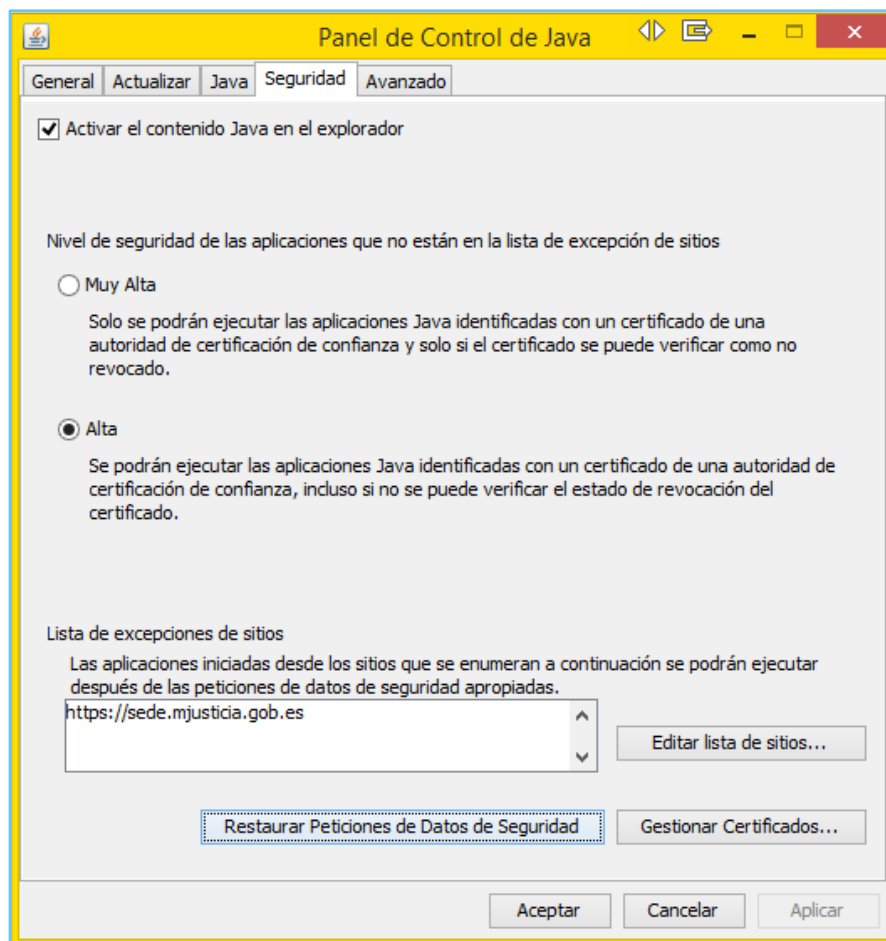 Panel de Control de Java
General Actualizar Java Seguridad Avanzado
Activar el contenido Java en el explorador
Nivel de seguridad de las aplicaciones que no están en la lista de excepción de sitios
Muy Alta
Solo se podrán ejecutar las aplicaciones Java identificadas con un certificado de una
autoridad de certificación de confianza y solo si el certificado se puede verificar como no
revocado.
Alta
Se podrán ejecutar las aplicaciones Java identificadas con un certificado de una autoridad de
certificación de confianza, incluso si no se puede verificar el estado de revocación del
certificado.
Lista de excepciones de sitios
Las aplicaciones iniciadas desde los sitios que se enumeran a continuación se podrán ejecutar
después de las peticiones de datos de seguridad apropiadas.
https://sede.mjusticia.gob.es
Editar lista de sitios...
Restaurar Peticiones de Datos de Seguridad Gestionar Certificados...
Aceptar Cancelar Aplicar